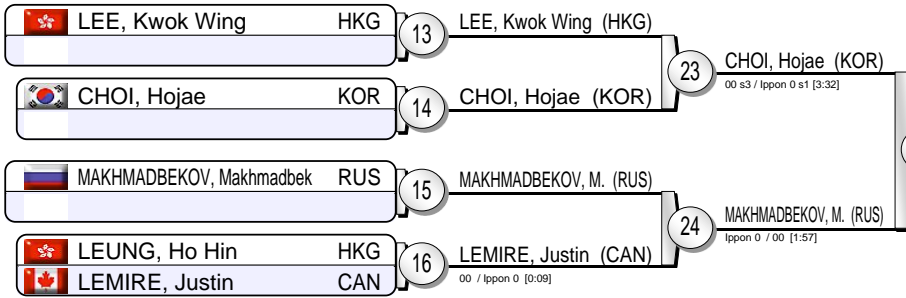 LEE, Kwok Wing HKG
13
LEE, Kwok Wing (HKG)
CHOI, Hojae KOR
14
CHOI, Hojae (KOR)
23
CHOI, Hojae (KOR)
00 s3 / Ippon 0 s1 [3:32]
MAKHMADBEKOV, Makhmadbek RUS
15
MAKHMADBEKOV, M. (RUS)
LEUNG, Ho Hin HKG
LEMIRE, Justin CAN
16
LEMIRE, Justin (CAN)
00 / Ippon 0 [0:09]
24
MAKHMADBEKOV, M. (RUS)
Ippon 0 / 00 [1:57]